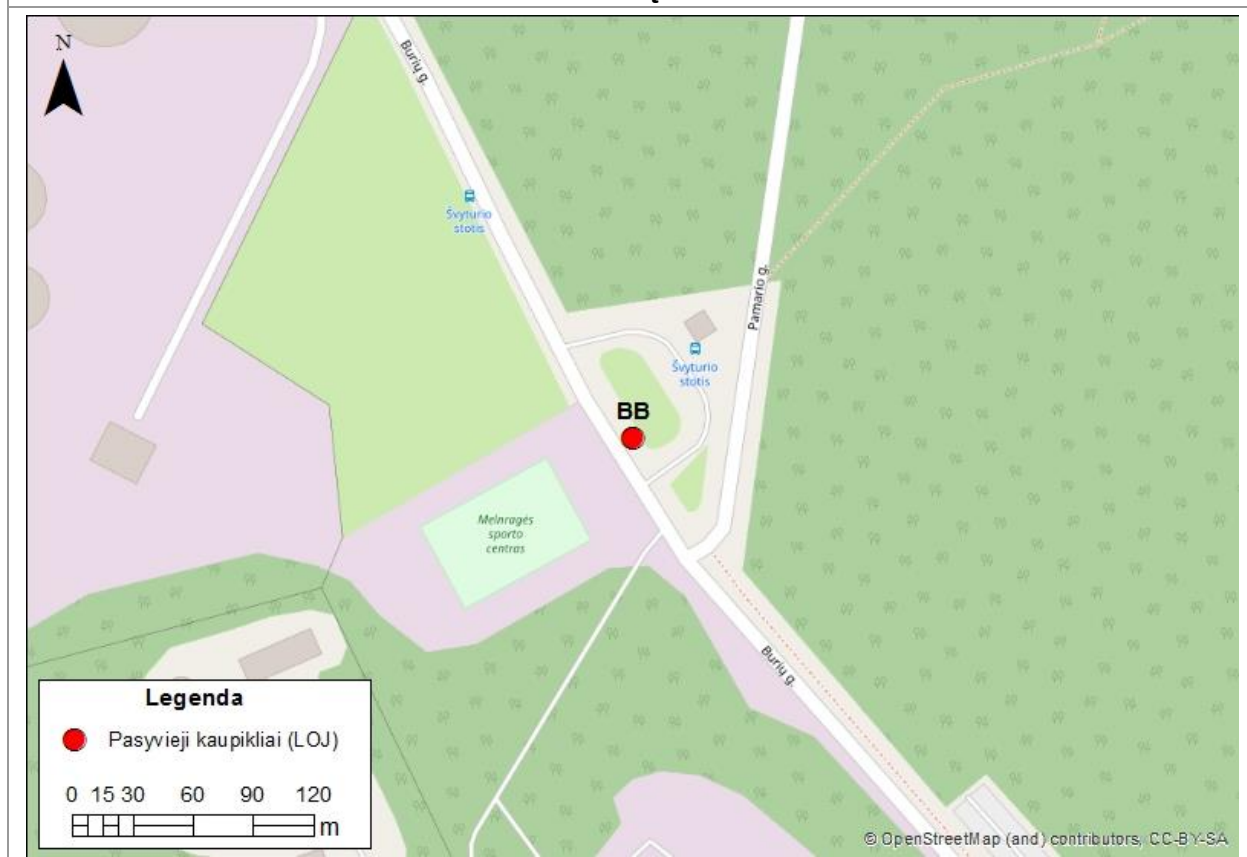 N
Burių g.
Švyturio
stotis
Pamario g.
Švyturio
stotis
BB
Melnragės
sporto
centras
Burių g.
Legenda
Pasyvieji kaupikliai (LOJ)
0 15 30 60 90 120
m
© OpenStreetMap (and) contributors, CC-BY-SA